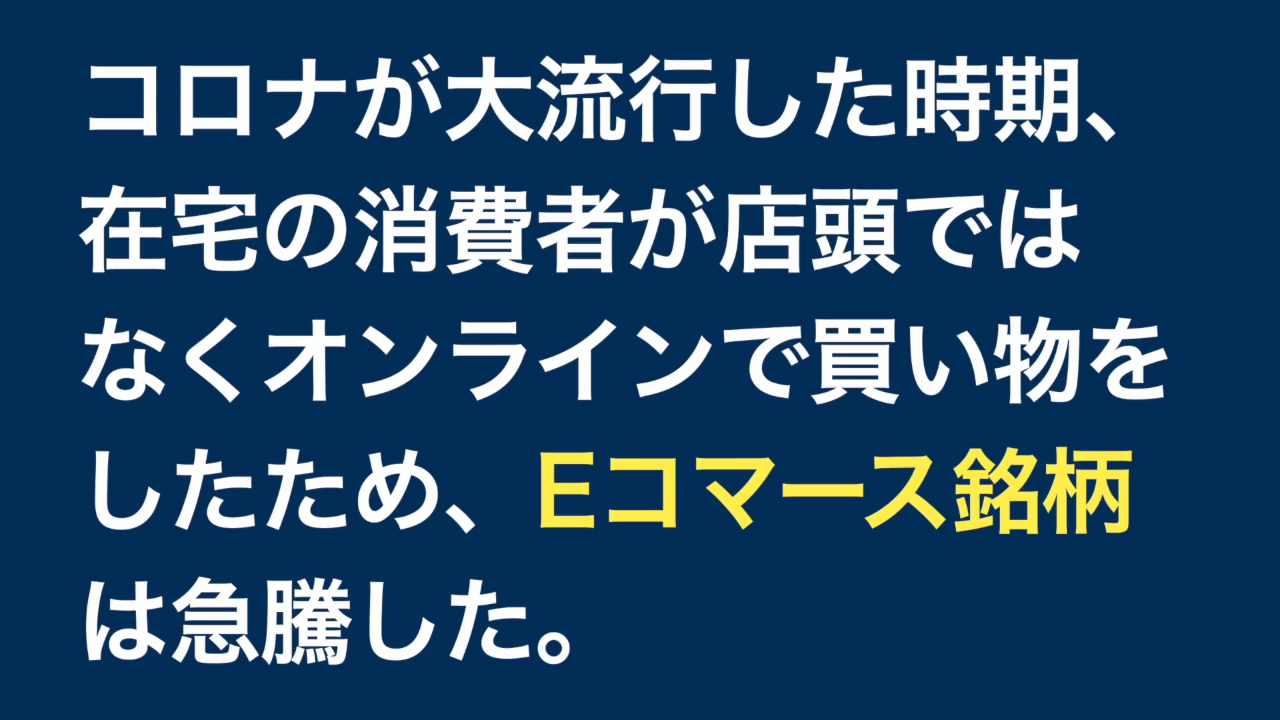 コロナが大流行した時期、
在宅の消費者が店頭では
なくオンラインで買い物を
したため、Eコマース銘柄
は急騰した。